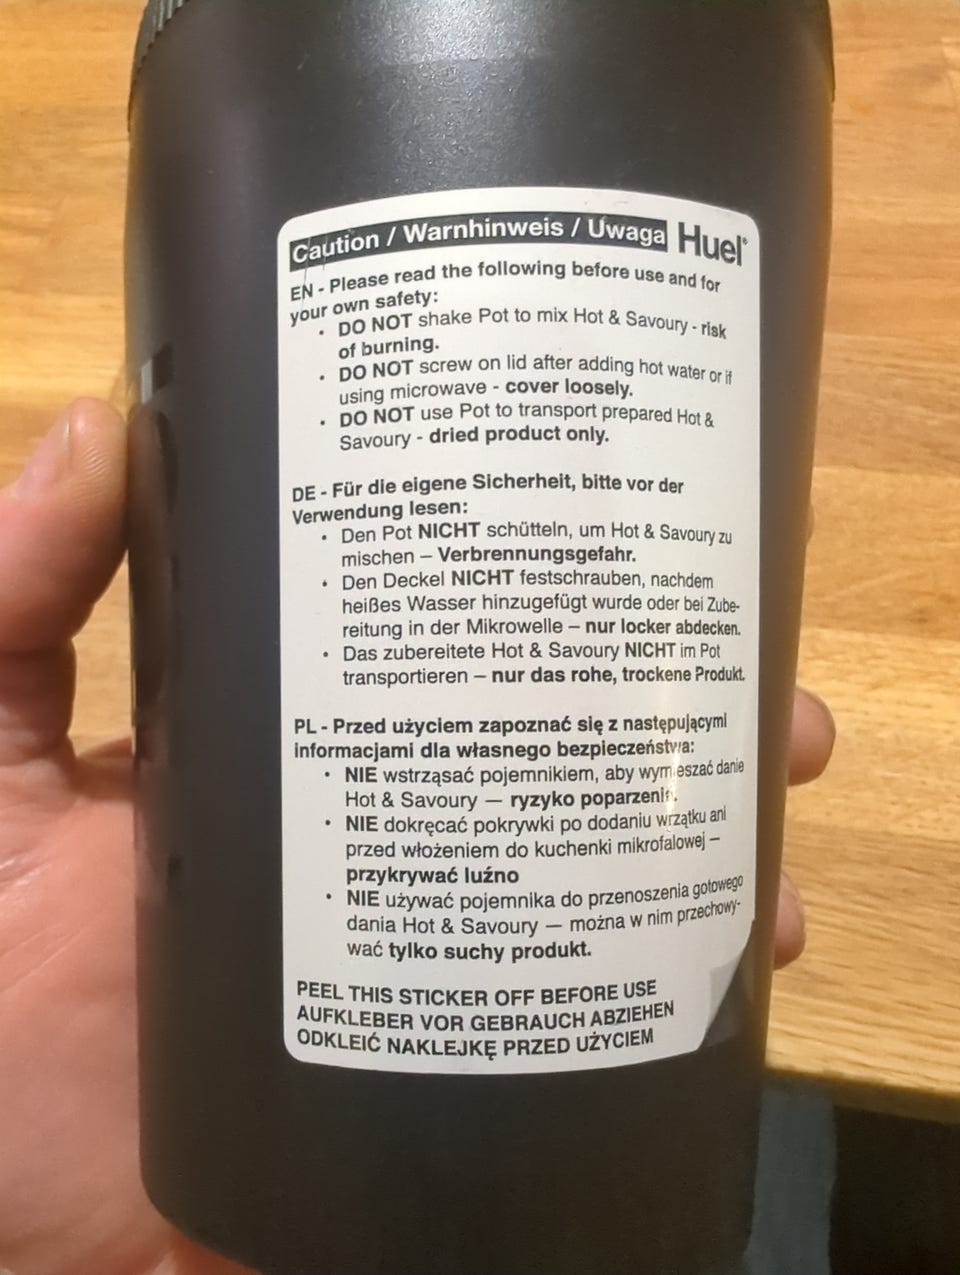 Caution / Warnhinweis / Uwaga Huel®
EN - Please read the following before use and for
your own safety:
• DO NOT shake Pot to mix Hot & Savoury - risk
of burning.
• DO NOT screw on lid after adding hot water or if
using microwave - cover loosely.
• DO NOT use Pot to transport prepared Hot &
Savoury - dried product only.
DE - Für die eigene Sicherheit, bitte vor der
Verwendung lesen:
• Den Pot NICHT schütteln, um Hot & Savoury zu
mischen – Verbrennungsgefahr.
• Den Deckel NICHT festschrauben, nachdem
heißes Wasser hinzugefügt wurde oder bei Zube-
reitung in der Mikrowelle – nur locker abdecken.
• Das zubereitete Hot & Savoury NICHT im Pot
transportieren – nur das rohe, trockene Produkt.
PL - Przed użyciem zapoznać się z następującymi
informacjami dla własnego bezpieczeństwa:
• NIE wstrząsać pojemnikiem, aby wymieszać danie
Hot & Savoury — ryzyko poparzenia.
• NIE dokręcać pokrywki po dodaniu wrzątku ani
przed włożeniem do kuchenki mikrofalowej –
przykrywać luźno
• NIE używać pojemnika do przenoszenia gotowego
dania Hot & Savoury — można w nim przechowy-
wać tylko suchy produkt.
PEEL THIS STICKER OFF BEFORE USE
AUFKLEBER VOR GEBRAUCH ABZIEHEN
ODKLEIĆ NAKLEJKĘ PRZED UŻYCIEM